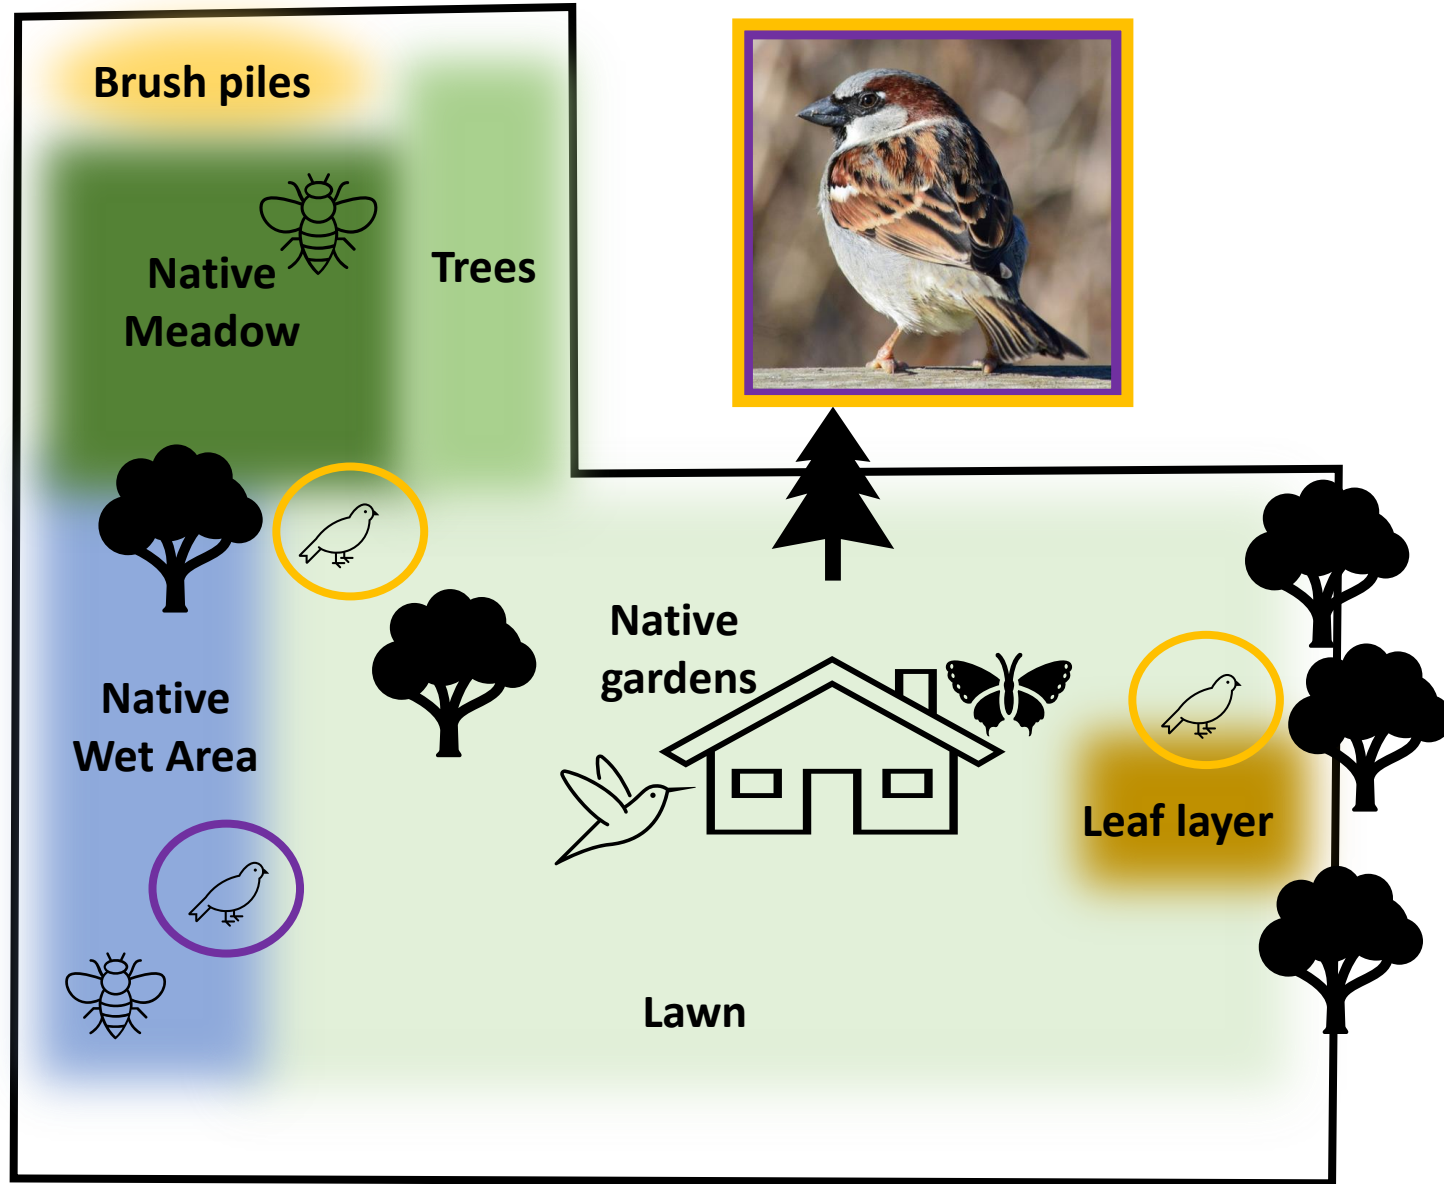 Brush piles
Native
Meadow
Trees
Native
gardens
Native
Wet Area
Leaf layer
Lawn